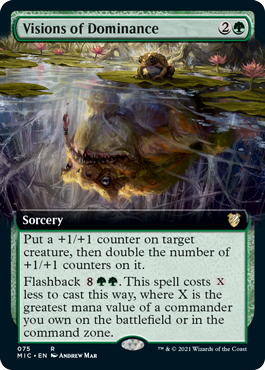 Visions of Dominance 2
Sorcery
Put a +1/+1 counter on target
creature, then double the number of
+1/+1 counters on it.
Flashback 8. This spell costs X
less to cast this way, where X is the
greatest mana value of a commander
you own on the battlefield or in the
command zone.
075 R
MIC • EN Andrew Mar
™ & © 2021 Wizards of the Coast